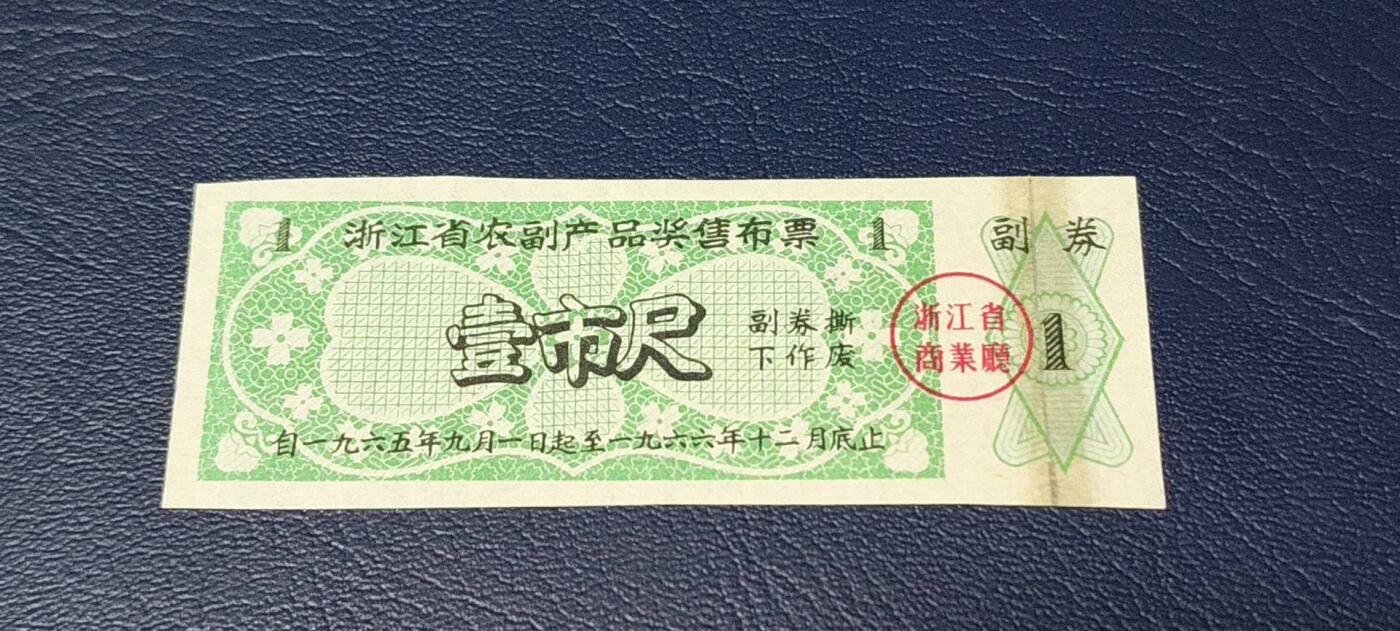 1 浙江省农副产品奖售布票 1
壹市尺
副券撕
下作废
自一九六五年九月一日起至一九六六年十二月底止
浙江省
商業廳
副券
1